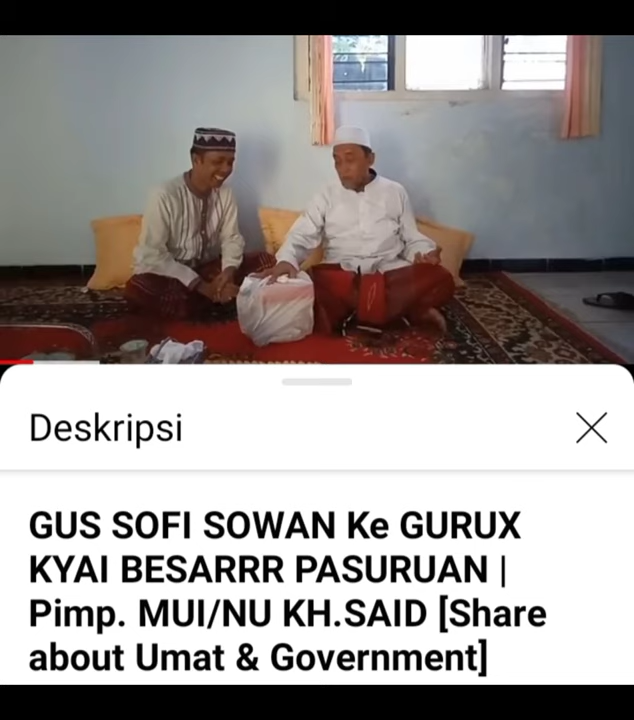 Deskripsi
GUS SOFI SOWAN Ke GURUX
KYAI BESARRR PASURUAN |
Pimp. MUI/NU KH.SAID [Share
about Umat & Government]